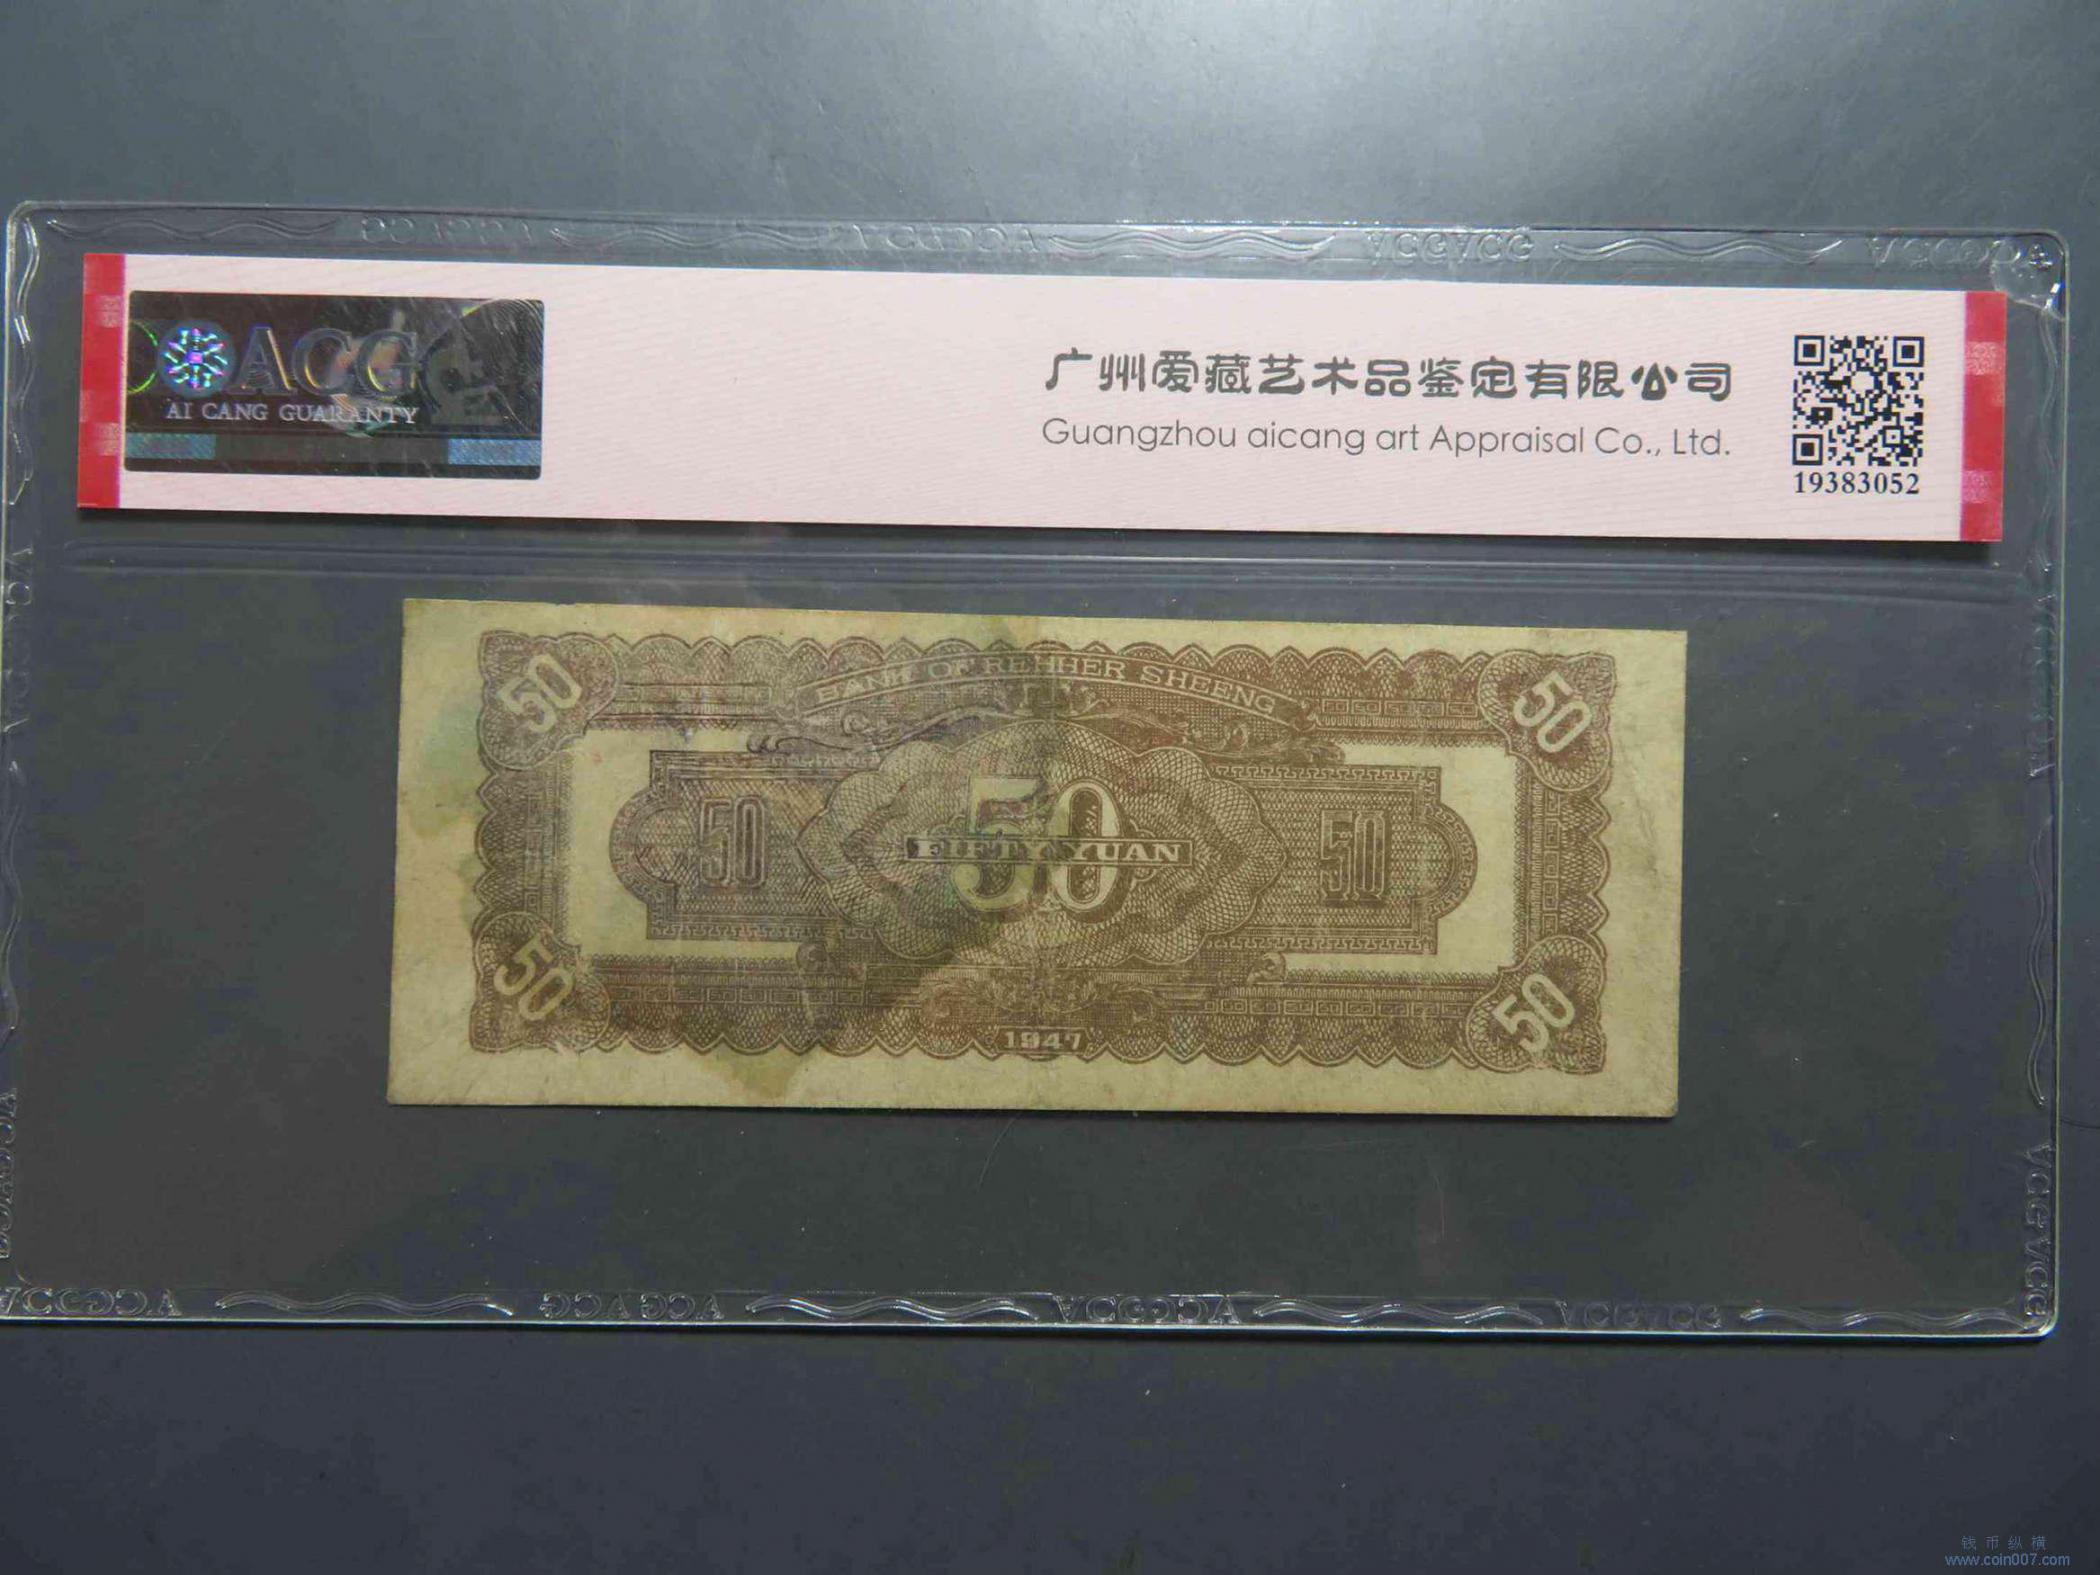 ACG
AI CANG GUARANTY
广州爱藏艺术品鉴定有限公司
Guangzhou aicang art Appraisal Co., Ltd.
19383052
50
BANK OF REHHER SHEENG
50
50
50
50
FIFTY YUAN
50
50
1947
钱币纵横
www.coin007.com